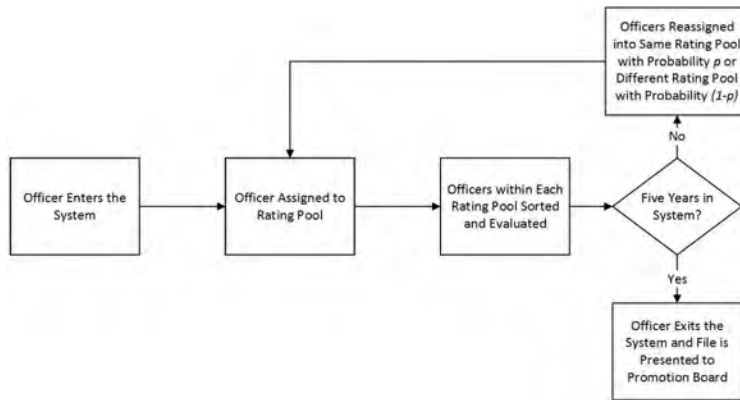 Officers Reassigned
into Same Rating Pool
with Probability p or
Different Rating Pool
with Probability (1-p)
No
Officer Enters the
System
Officer Assigned to
Rating Pool
Officers within Each
Rating Pool Sorted
and Evaluated
Five Years in
System?
Yes
Officer Exits the
System and File is
Presented to
Promotion Board